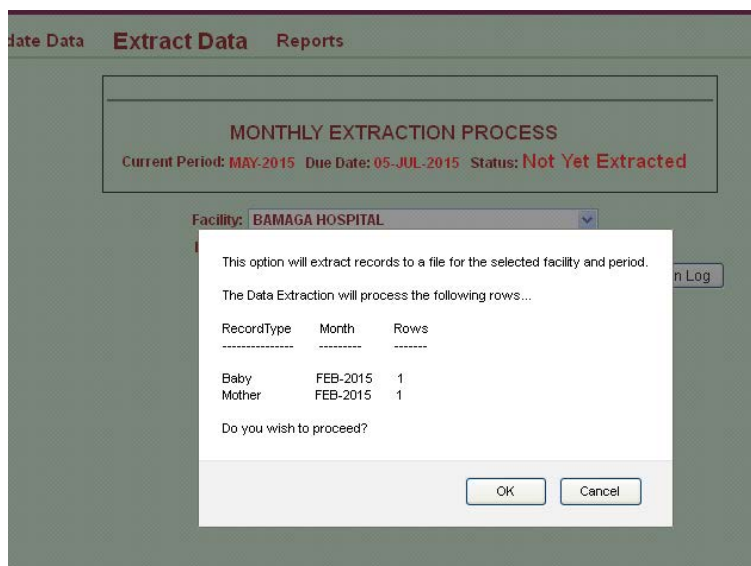 date Data Extract Data Reports
MONTHLY EXTRACTION PROCESS
Current Period: MAY-2015 Due Date: 05-JUL-2015 Status: Not Yet Extracted
Facility: BAMAGA HOSPITAL
This option will extract records to a file for the selected facility and period.
n Log
The Data Extraction will process the following rows...
RecordType Month Rows
--------------- --------- -------
Baby FEB-2015 1
Mother FEB-2015 1
Do you wish to proceed?
OK Cancel